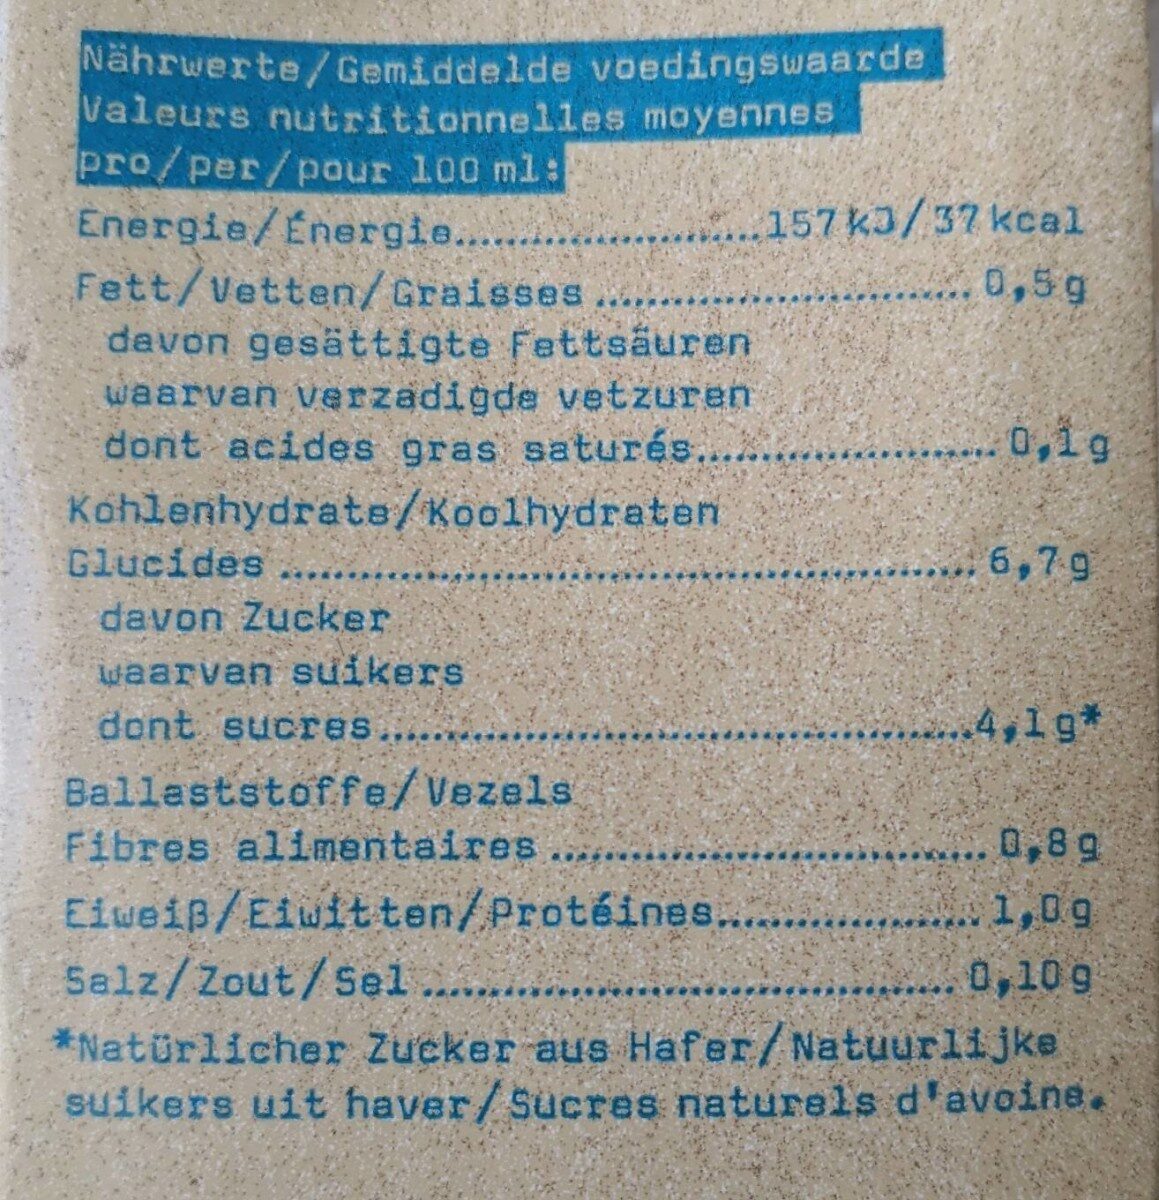 Nährwerte/Gemiddelde voedingswaarde
Valeurs nutritionnelles moyennes
pro/per/pour 100 ml:
Energie/Énergie..............................157 kJ/37 kcal
Fett/Vetten/Graisses..............................0,5 g
davon gesättigte Fettsäuren
waarvan verzadigde vetzuren
dont acides gras saturés..............................0,1 g
Kohlenhydrate/Koolhydraten
Glucides..............................6,7 g
davon Zucker
waarvan suikers
dont sucres..............................4,1 g*
Ballaststoffe/Vezels
Fibres alimentaires..............................0,8 g
Eiweiß/Eiwitten/Protéines..............................1,0 g
Salz/Zout/Sel..............................0,10 g
*Natürlicher Zucker aus Hafer/Natuurlijke
suikers uit haver/Sucres naturels d'avoine.